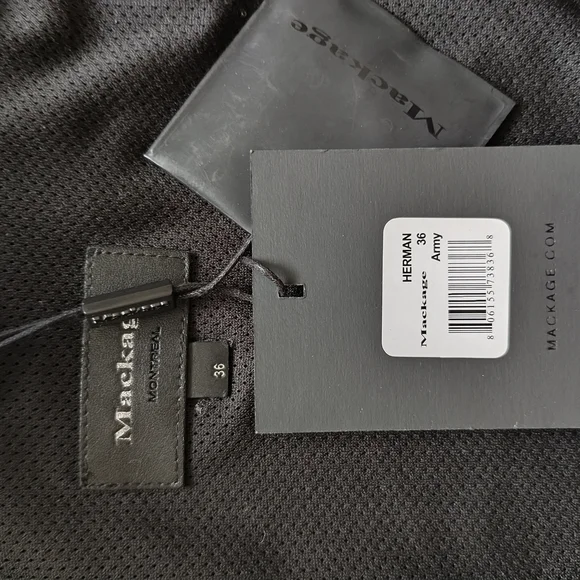 Mackage
HERMAN
36
Army
Mackage
8 06155 73836 8
MACKAGE.COM
Mackage
MONTREAL
36